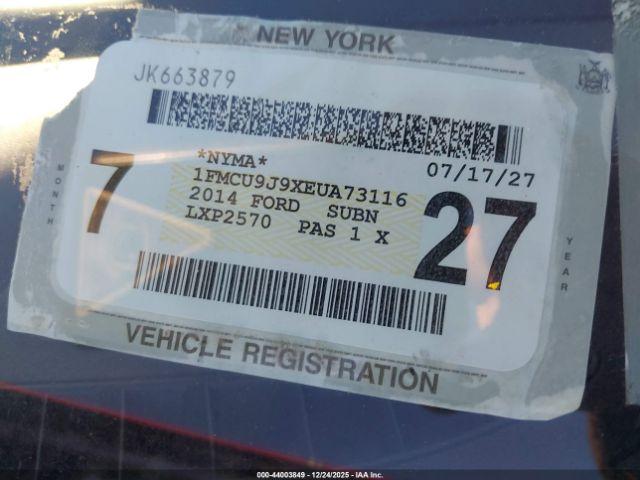 NEW YORK
JK663879
*NYMA*
07/17/27
1FMCU9J9XEUA73116
2014 FORD SUBN
LXP2570 PAS 1 X
7
27
MONTH
YEAR
VEHICLE REGISTRATION
00-44003849 | 12/24/2025 | IAA Inc.